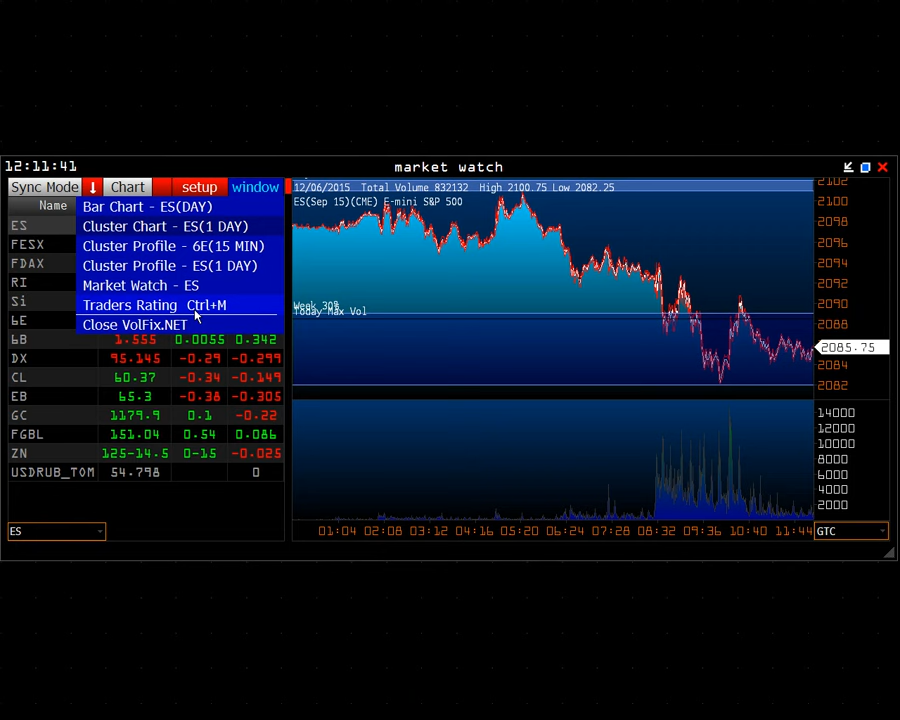 12:11:41
market watch
Sync Mode Chart setup window
Name
Bar Chart - ES(DAY)
Cluster Chart - ES(1 DAY)
Cluster Profile - 6E(15 MIN)
Cluster Profile - ES(1 DAY)
Market Watch - ES
Traders Rating Ctrl+M
Close VolFix.NET
ES
FESX
FDAX
RI
Si
6E
6B 1.555 0.0055 0.342
DX 95.145 -0.29 -0.299
CL 60.37 -0.34 -0.149
EB 65.3 -0.38 -0.305
GC 1179.9 0.1 -0.22
FGBL 151.04 0.54 0.086
ZN 125-14.5 0-15 -0.025
USDRUB_TOM 54.798 0
ES
12/06/2015 Total Volume 832132 High 2100.75 Low 2082.25
ES(Sep 15)(CME) E-mini S&P 500
Week 30%
Today Max Vol
2102
2100
2098
2096
2094
2092
2090
2088
2085.75
2084
2082
14000
12000
10000
8000
6000
4000
2000
01:04 02:08 03:12 04:16 05:20 06:24 07:28 08:32 09:36 10:40 11:44
GTC